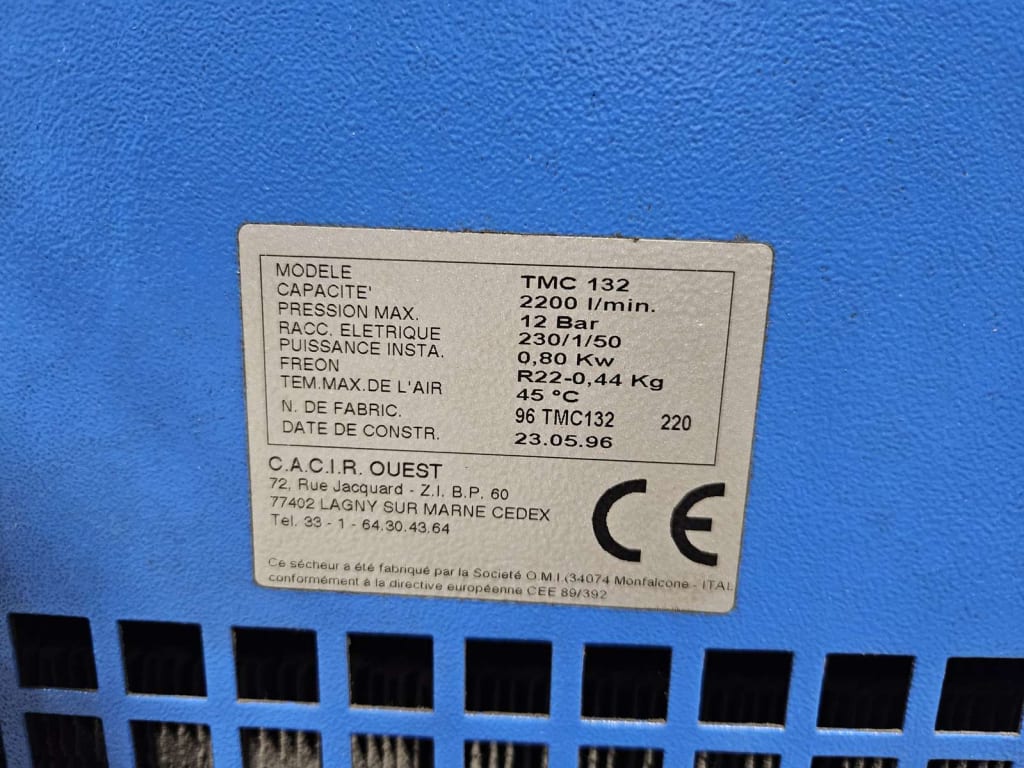 MODELE TMC 132
CAPACITE' 2200 l/min.
PRESSION MAX. 12 Bar
RACC. ELETRIQUE 230/1/50
PUISSANCE INSTA. 0,80 Kw
FREON R22-0,44 Kg
TEM.MAX.DE L'AIR 45 °C
N. DE FABRIC. 96 TMC132 220
DATE DE CONSTR. 23.05.96
C.A.C.I.R. OUEST
72, Rue Jacquard - Z.I. B.P. 60
77402 LAGNY SUR MARNE CEDEX
Tel. 33 - 1 - 64.30.43.64
CE
Ce sécheur a été fabriqué par la Societé O.M.I.(34074 Monfalcone - ITAL
conformément à la directive européenne CEE 89/392